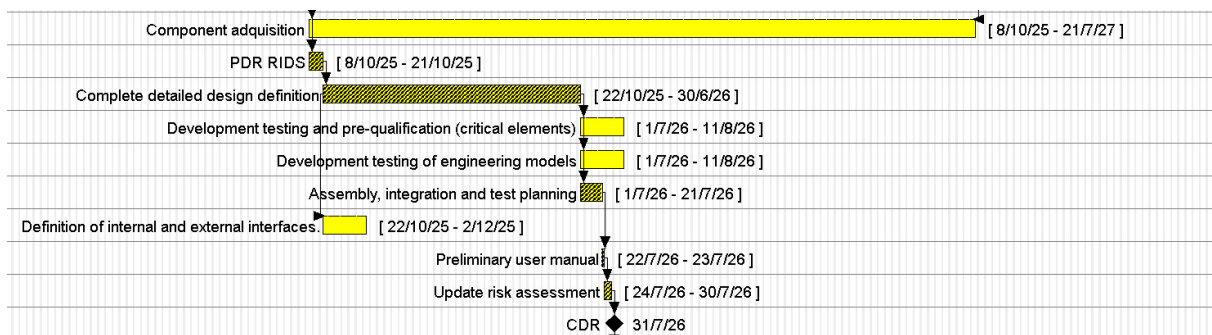 Component adquisition [ 8/10/25 - 21/7/27 ]
PDR RIDS [ 8/10/25 - 21/10/25 ]
Complete detailed design definition [ 22/10/25 - 30/6/26 ]
Development testing and pre-qualification (critical elements) [ 1/7/26 - 11/8/26 ]
Development testing of engineering models [ 1/7/26 - 11/8/26 ]
Assembly, integration and test planning [ 1/7/26 - 21/7/26 ]
Definition of internal and external interfaces. [ 22/10/25 - 2/12/25 ]
Preliminary user manual [ 22/7/26 - 23/7/26 ]
Update risk assessment [ 24/7/26 - 30/7/26 ]
CDR 31/7/26